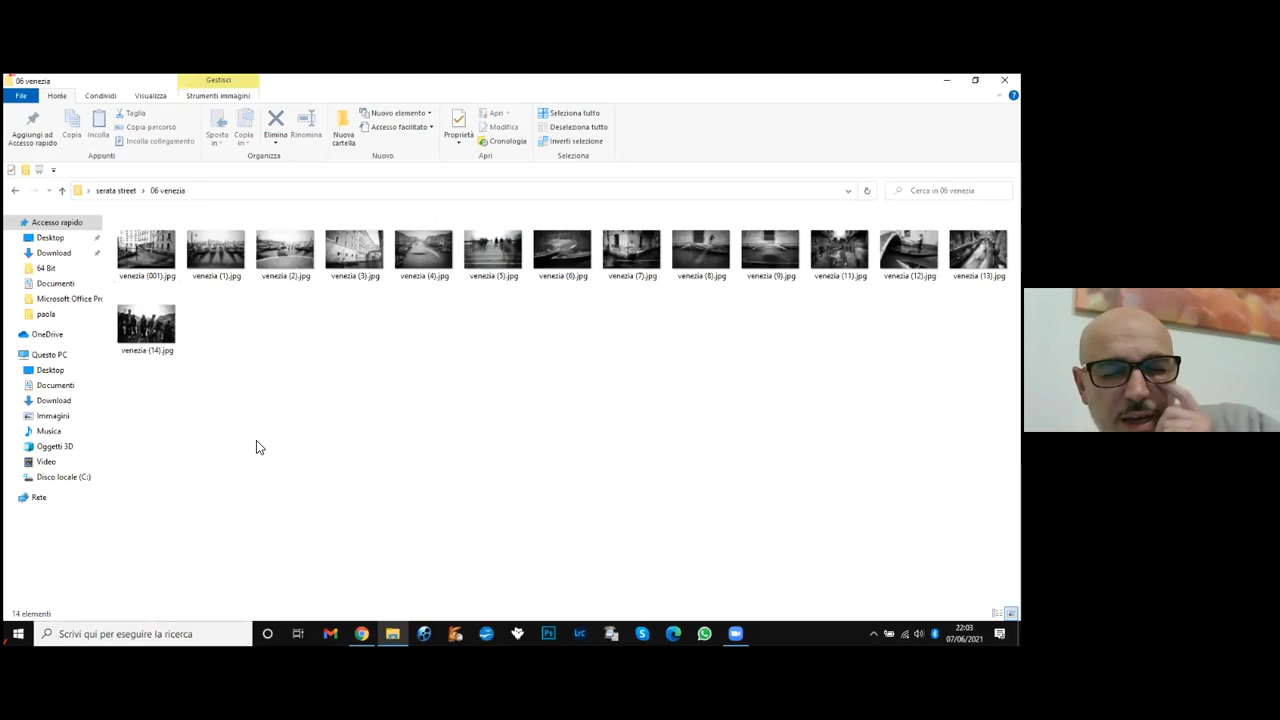 06 venezia
Gestisci
File
Home
Condividi
Visualizza
Strumenti immagini
Aggiungi ad
Accesso rapido
Copia
Incolla
Taglia
Copia percorso
Incolla collegamento
Appunti
Sposta
in
Copia
in
Elimina
Rinomina
Organizza
Nuova
cartella
Nuovo elemento
Accesso facilitato
Nuovo
Proprietà
Apri
Modifica
Cronologia
Apri
Seleziona tutto
Deseleziona tutto
Inverti selezione
Seleziona
serata street > 06 venezia
Cerca in 06 venezia
Accesso rapido
Desktop
Download
64 Bit
Documenti
Microsoft Office Pro
paola
OneDrive
Questo PC
Desktop
Documenti
Download
Immagini
Musica
Oggetti 3D
Video
Disco locale (C:)
Rete
venezia (001).jpg
venezia (1).jpg
venezia (2).jpg
venezia (3).jpg
venezia (4).jpg
venezia (5).jpg
venezia (6).jpg
venezia (7).jpg
venezia (8).jpg
venezia (9).jpg
venezia (11).jpg
venezia (12).jpg
venezia (13).jpg
venezia (14).jpg
14 elementi
Scrivi qui per eseguire la ricerca
Ps
Lrc
22:03
07/06/2021